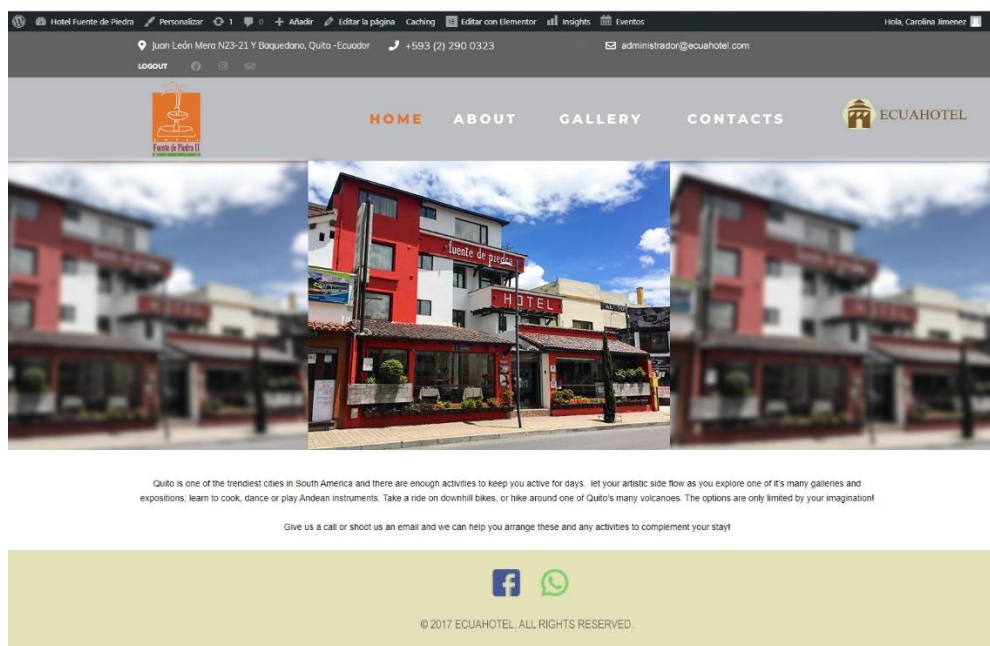 Hotel Fuente de Piedra Personalizar 1 0 + Añadir Editar la página Caching Editar con Elementor Insights Eventos Hola, Carolina Jimenez
Juan León Mera N23-21 Y Baquedano, Quito -Ecuador +593 (2) 290 0323 administrador@ecuahotel.com
LOGOUT
HOME ABOUT GALLERY CONTACTS ECUAHOTEL
Fuente de Piedra II
fuente de piedra
HOTEL
Quito is one of the trendiest cities in South America and there are enough activities to keep you active for days. let your artistic side flow as you explore one of it's many galleries and
expositions, learn to cook, dance or play Andean instruments. Take a ride on downhill bikes, or hike around one of Quito's many volcanoes. The options are only limited by your imagination!
Give us a call or shoot us an email and we can help you arrange these and any activities to complement your stay!
© 2017 ECUAHOTEL, ALL RIGHTS RESERVED.